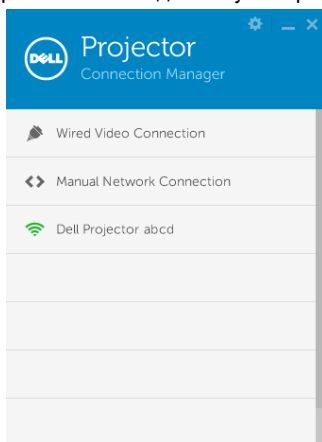 DELL
Projector
Connection Manager
Wired Video Connection
Manual Network Connection
Dell Projector abcd